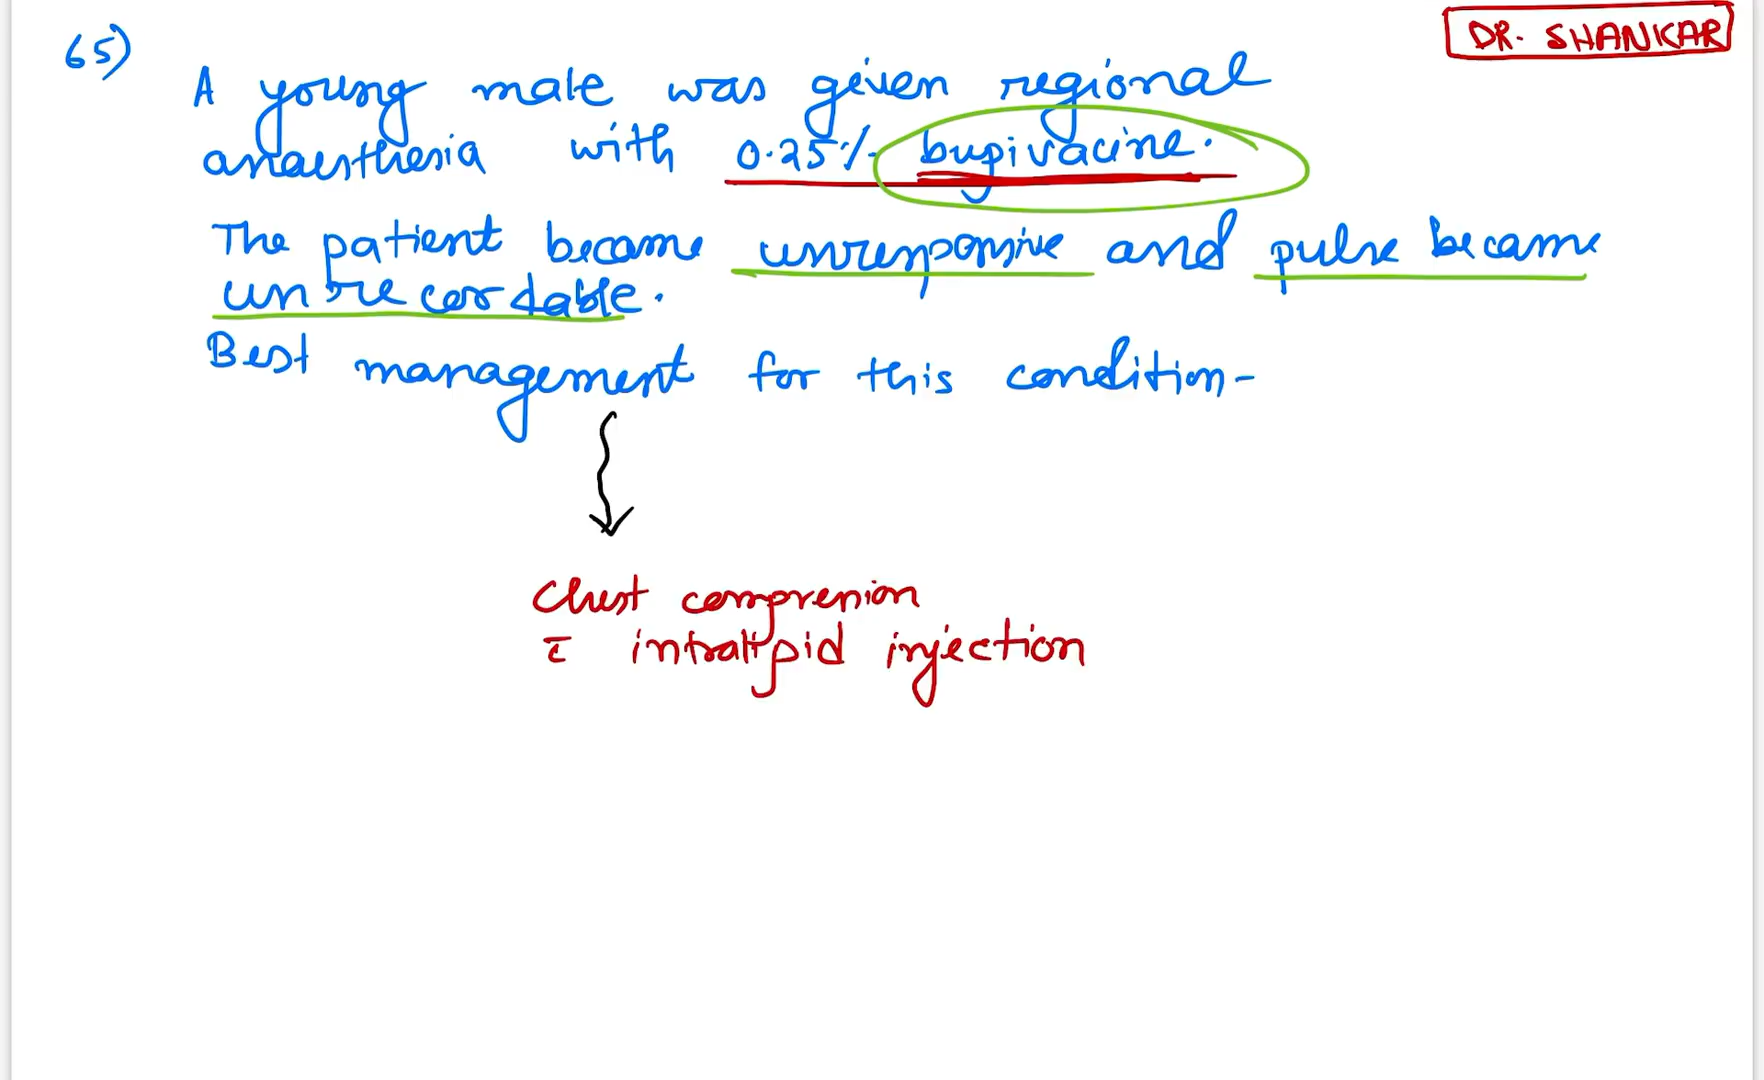 65)
DR. SHANKAR
A young male was given regional
anaesthesia with 0.25% bupivacine.
The patient became unresponsive and pulse became
unrecordable.
Best management for this condition-
Chest compression
c̄ intralipid injection